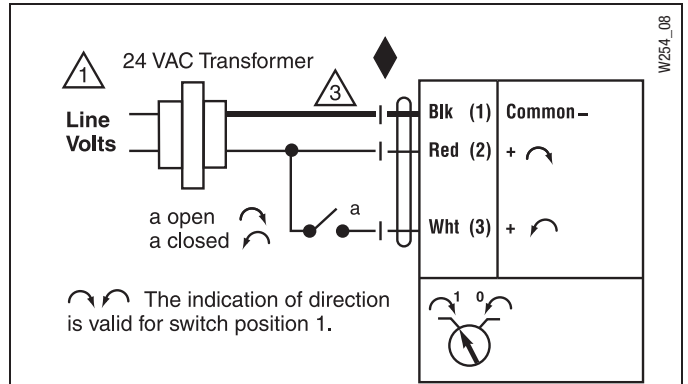 W254_08
1
24 VAC Transformer
3
Line
Volts
Blk (1) Common –
Red (2) +
a
Wht (3) +
a open
a closed
The indication of direction
is valid for switch position 1.
1 0